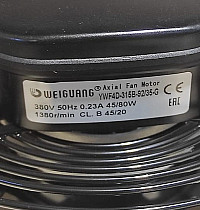 WEIGUANG® Axial Fan Motor
YWF4D-315B-92/35-G
380V 50Hz 0.23A 45/80W
1380r/min CL. B 45/20
CE
EAC